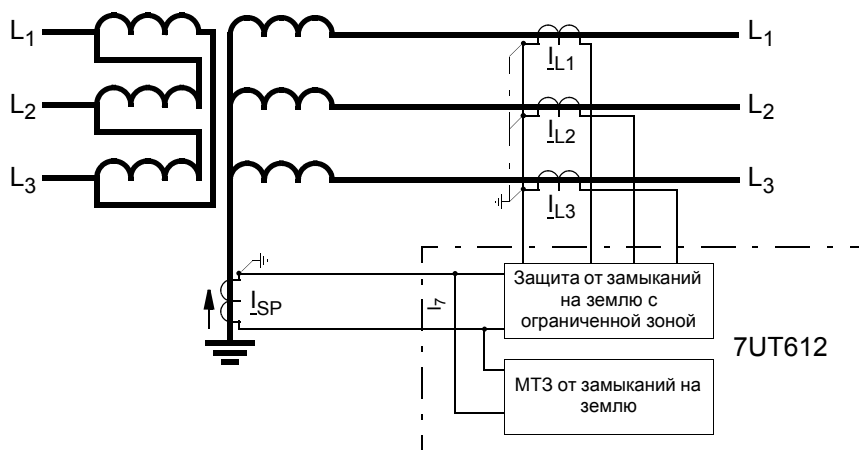 L1 L1
IL1
L2 L2
IL2
L3 L3
IL3
ISP
I7
Защита от замыканий
на землю с
ограниченной зоной
7UT612
МТЗ от замыканий на
землю